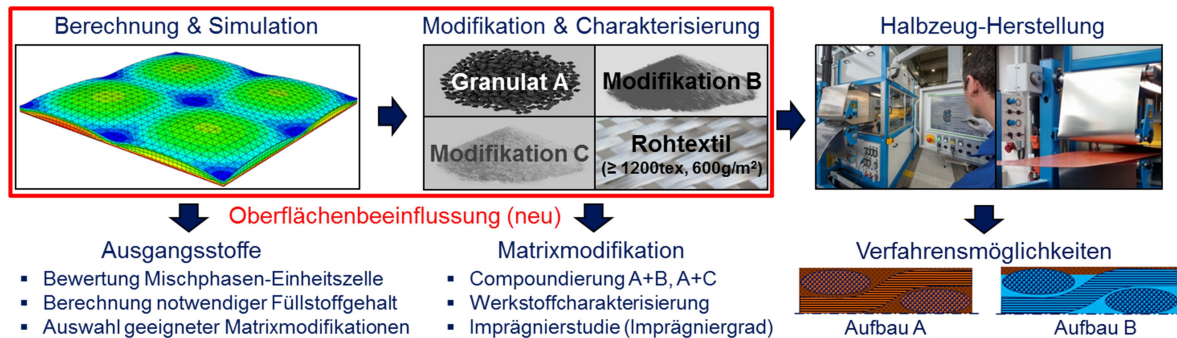 Berechnung & Simulation
Modifikation & Charakterisierung
Halbzeug-Herstellung
Granulat A
Modifikation B
Modifikation C
Rohtextil
(≥ 1200tex, 600g/m²)
Oberflächenbeeinflussung (neu)
Ausgangsstoffe
▪ Bewertung Mischphasen-Einheitszelle
▪ Berechnung notwendiger Füllstoffgehalt
▪ Auswahl geeigneter Matrixmodifikationen
Matrixmodifikation
▪ Compoundierung A+B, A+C
▪ Werkstoffcharakterisierung
▪ Imprägnierstudie (Imprägniergrad)
Verfahrensmöglichkeiten
Aufbau A
Aufbau B